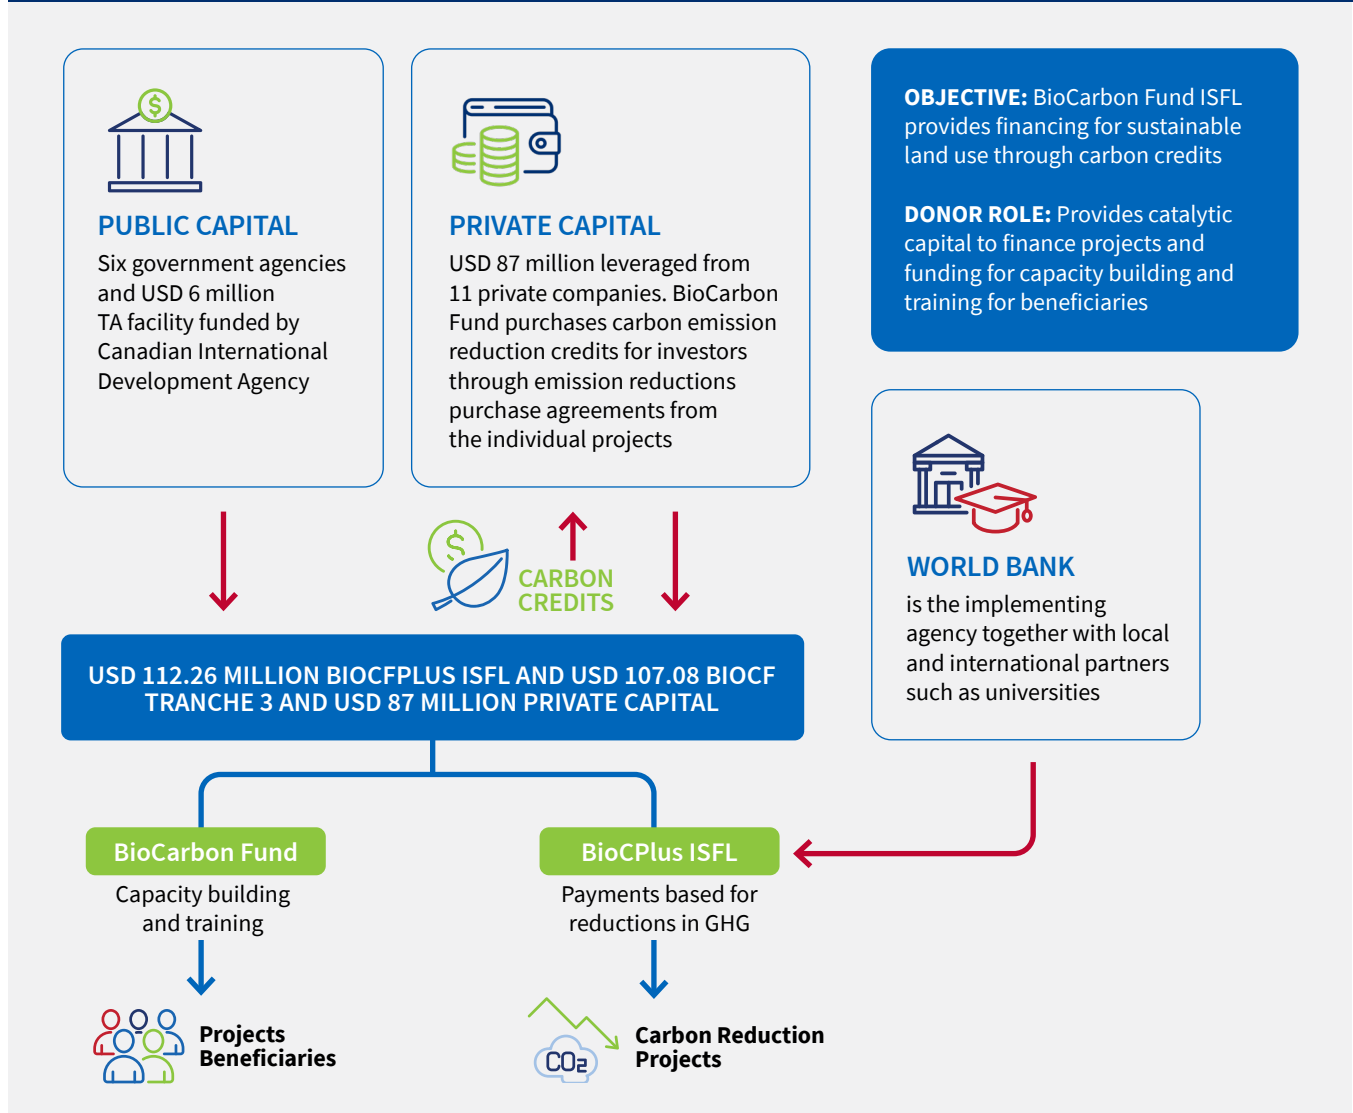 PUBLIC CAPITAL
Six government agencies
and USD 6 million
TA facility funded by
Canadian International
Development Agency
PRIVATE CAPITAL
USD 87 million leveraged from
11 private companies. BioCarbon
Fund purchases carbon emission
reduction credits for investors
through emission reductions
purchase agreements from
the individual projects
OBJECTIVE: BioCarbon Fund ISFL
provides financing for sustainable
land use through carbon credits
DONOR ROLE: Provides catalytic
capital to finance projects and
funding for capacity building and
training for beneficiaries
CARBON
CREDITS
WORLD BANK
is the implementing
agency together with local
and international partners
such as universities
USD 112.26 MILLION BIOCFPLUS ISFL AND USD 107.08 BIOCF
TRANCHE 3 AND USD 87 MILLION PRIVATE CAPITAL
BioCarbon Fund
Capacity building
and training
BioCPlus ISFL
Payments based for
reductions in GHG
Projects
Beneficiaries
CO2
Carbon Reduction
Projects